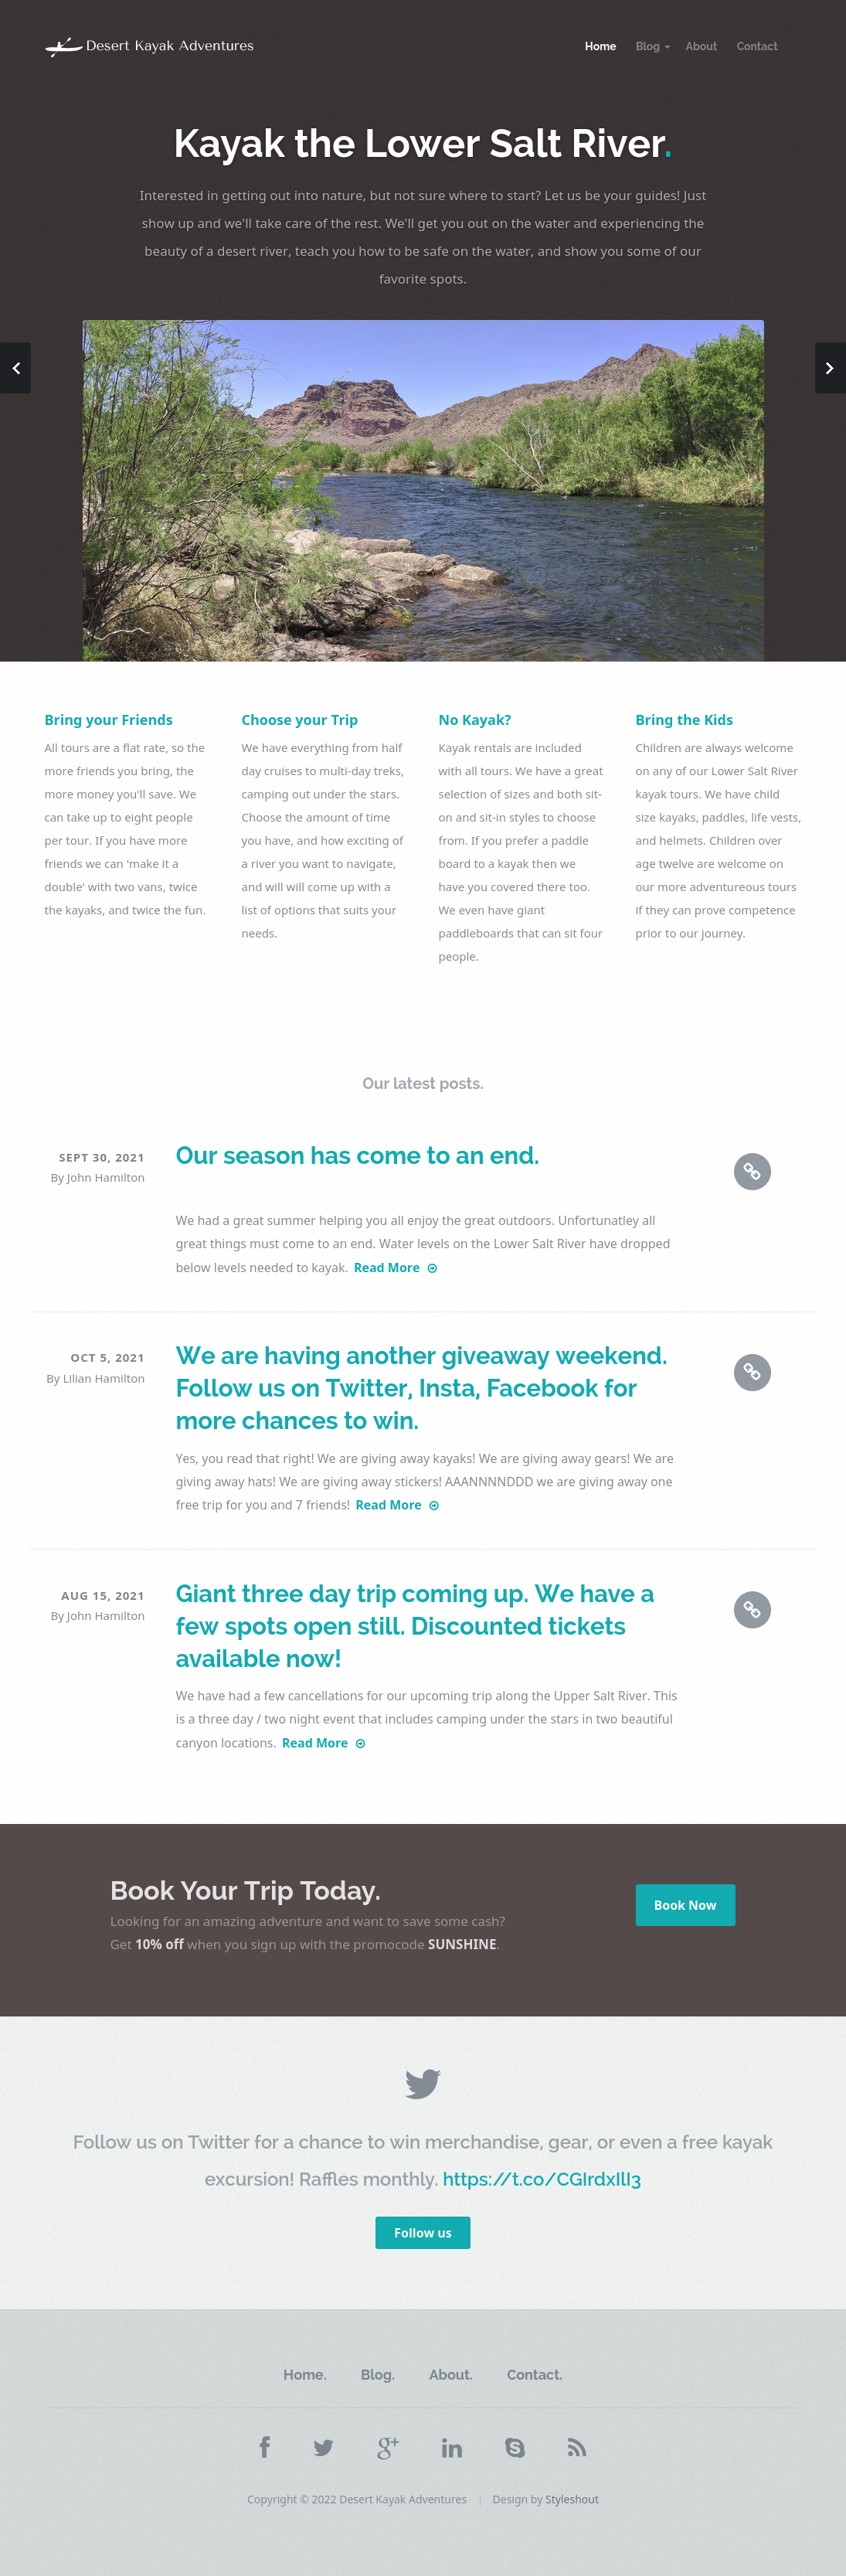 Desert Kayak Adventures
Home Blog About Contact
Kayak the Lower Salt River.
Interested in getting out into nature, but not sure where to start? Let us be your guides! Just
show up and we'll take care of the rest. We'll get you out on the water and experiencing the
beauty of a desert river, teach you how to be safe on the water, and show you some of our
favorite spots.
Bring your Friends
All tours are a flat rate, so the
more friends you bring, the
more money you'll save. We
can take up to eight people
per tour. If you have more
friends we can 'make it a
double' with two vans, twice
the kayaks, and twice the fun.
Choose your Trip
We have everything from half
day cruises to multi-day treks,
camping out under the stars.
Choose the amount of time
you have, and how exciting of
a river you want to navigate,
and will will come up with a
list of options that suits your
needs.
No Kayak?
Kayak rentals are included
with all tours. We have a great
selection of sizes and both sit-
on and sit-in styles to choose
from. If you prefer a paddle
board to a kayak then we
have you covered there too.
We even have giant
paddleboards that can sit four
people.
Bring the Kids
Children are always welcome
on any of our Lower Salt River
kayak tours. We have child
size kayaks, paddles, life vests,
and helmets. Children over
age twelve are welcome on
our more adventureous tours
if they can prove competence
prior to our journey.
Our latest posts.
SEPT 30, 2021
By John Hamilton
Our season has come to an end.
We had a great summer helping you all enjoy the great outdoors. Unfortunatley all
great things must come to an end. Water levels on the Lower Salt River have dropped
below levels needed to kayak. Read More
OCT 5, 2021
By Lilian Hamilton
We are having another giveaway weekend.
Follow us on Twitter, Insta, Facebook for
more chances to win.
Yes, you read that right! We are giving away kayaks! We are giving away gears! We are
giving away hats! We are giving away stickers! AAANNNNDDD we are giving away one
free trip for you and 7 friends! Read More
AUG 15, 2021
By John Hamilton
Giant three day trip coming up. We have a
few spots open still. Discounted tickets
available now!
We have had a few cancellations for our upcoming trip along the Upper Salt River. This
is a three day / two night event that includes camping under the stars in two beautiful
canyon locations. Read More
Book Your Trip Today.
Looking for an amazing adventure and want to save some cash?
Get 10% off when you sign up with the promocode SUNSHINE.
Book Now
Follow us on Twitter for a chance to win merchandise, gear, or even a free kayak
excursion! Raffles monthly. https://t.co/CGIrdxIlI3
Follow us
Home. Blog. About. Contact.
Copyright © 2022 Desert Kayak Adventures | Design by Styleshout